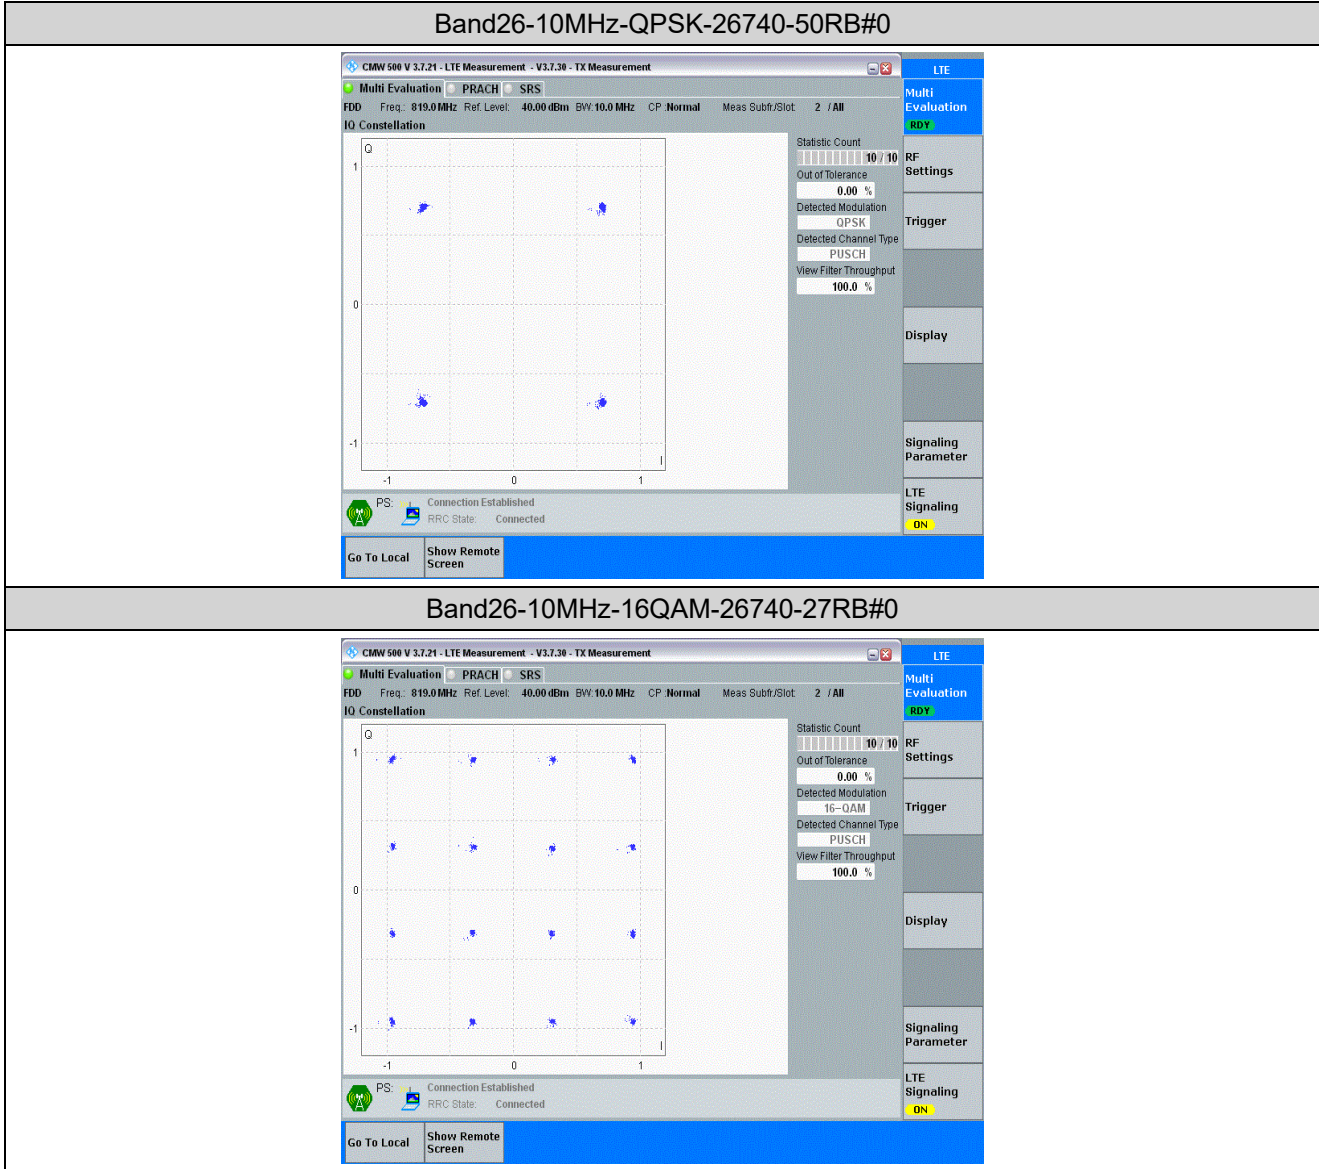 Band26-10MHz-QPSK-26740-50RB#0
CMW 500 V 3.7.21 - LTE Measurement - V3.7.30 - TX Measurement
LTE
Multi Evaluation PRACH SRS
Multi
Evaluation
RDY
FDD Freq.: 819.0 MHz Ref. Level: 40.00 dBm BW: 10.0 MHz CP :Normal Meas Subfr./Slot: 2 / All
IQ Constellation
Q
1
0
-1
I
-1 0 1
Statistic Count
10 / 10
Out of Tolerance
0.00 %
Detected Modulation
QPSK
Detected Channel Type
PUSCH
View Filter Throughput
100.0 %
RF
Settings
Trigger
Display
Signaling
Parameter
LTE
Signaling
ON
PS: Connection Established
RRC State: Connected
Go To Local
Show Remote
Screen
Band26-10MHz-16QAM-26740-27RB#0
CMW 500 V 3.7.21 - LTE Measurement - V3.7.30 - TX Measurement
LTE
Multi Evaluation PRACH SRS
Multi
Evaluation
RDY
FDD Freq.: 819.0 MHz Ref. Level: 40.00 dBm BW: 10.0 MHz CP :Normal Meas Subfr./Slot: 2 / All
IQ Constellation
Q
1
0
-1
I
-1 0 1
Statistic Count
10 / 10
Out of Tolerance
0.00 %
Detected Modulation
16-QAM
Detected Channel Type
PUSCH
View Filter Throughput
100.0 %
RF
Settings
Trigger
Display
Signaling
Parameter
LTE
Signaling
ON
PS: Connection Established
RRC State: Connected
Go To Local
Show Remote
Screen